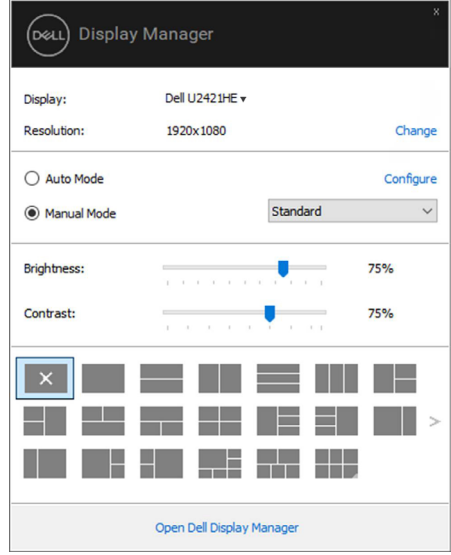 x
DELL Display Manager
Display: Dell U2421HE
Resolution: 1920x1080 Change
Auto Mode Configure
Manual Mode Standard
Brightness: 75%
Contrast: 75%
Open Dell Display Manager